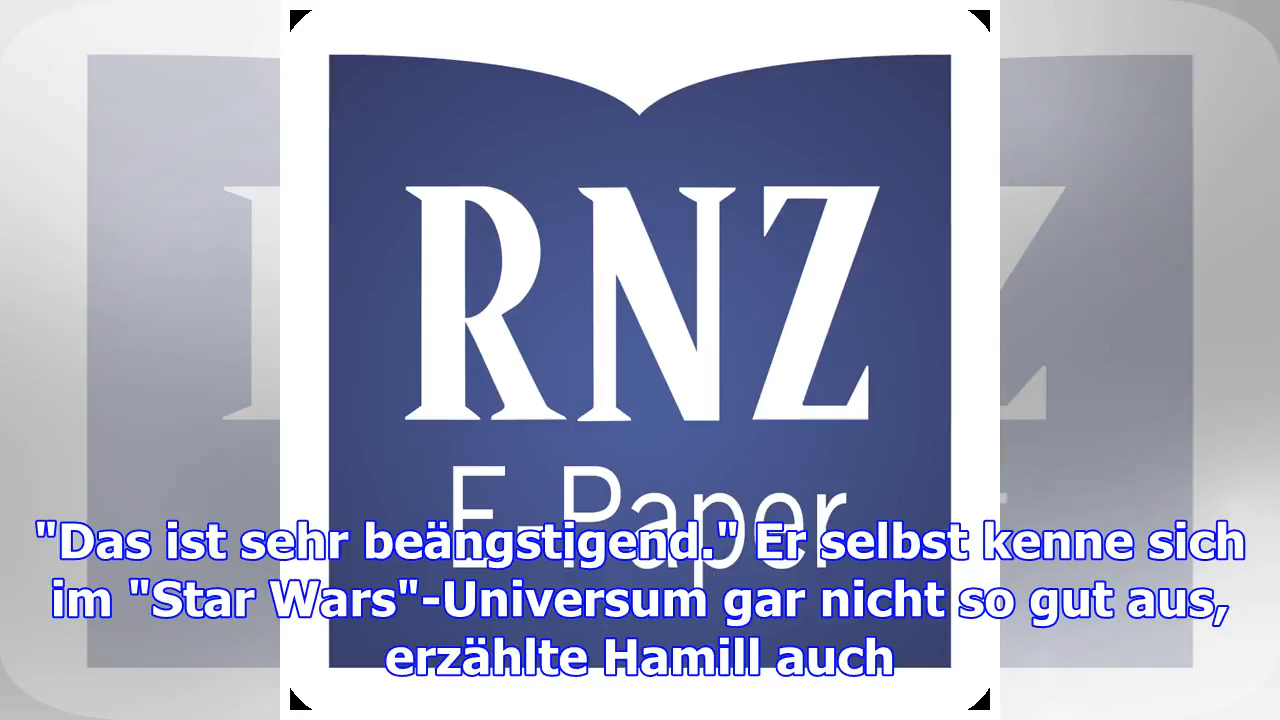 RNZ
E-Paper
"Das ist sehr beängstigend." Er selbst kenne sich
im "Star Wars"-Universum gar nicht so gut aus,
erzählte Hamill auch